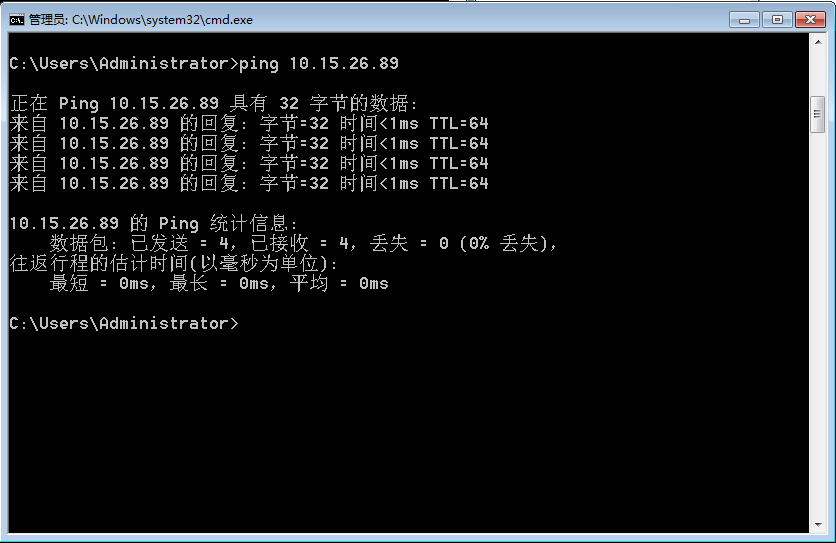 管理员: C:\Windows\system32\cmd.exe
C:\Users\Administrator>ping 10.15.26.89
正在 Ping 10.15.26.89 具有 32 字节的数据:
来自 10.15.26.89 的回复: 字节=32 时间<1ms TTL=64
来自 10.15.26.89 的回复: 字节=32 时间<1ms TTL=64
来自 10.15.26.89 的回复: 字节=32 时间<1ms TTL=64
来自 10.15.26.89 的回复: 字节=32 时间<1ms TTL=64
10.15.26.89 的 Ping 统计信息:
数据包: 已发送 = 4，已接收 = 4，丢失 = 0 (0% 丢失)，
往返行程的估计时间(以毫秒为单位):
最短 = 0ms，最长 = 0ms，平均 = 0ms
C:\Users\Administrator>